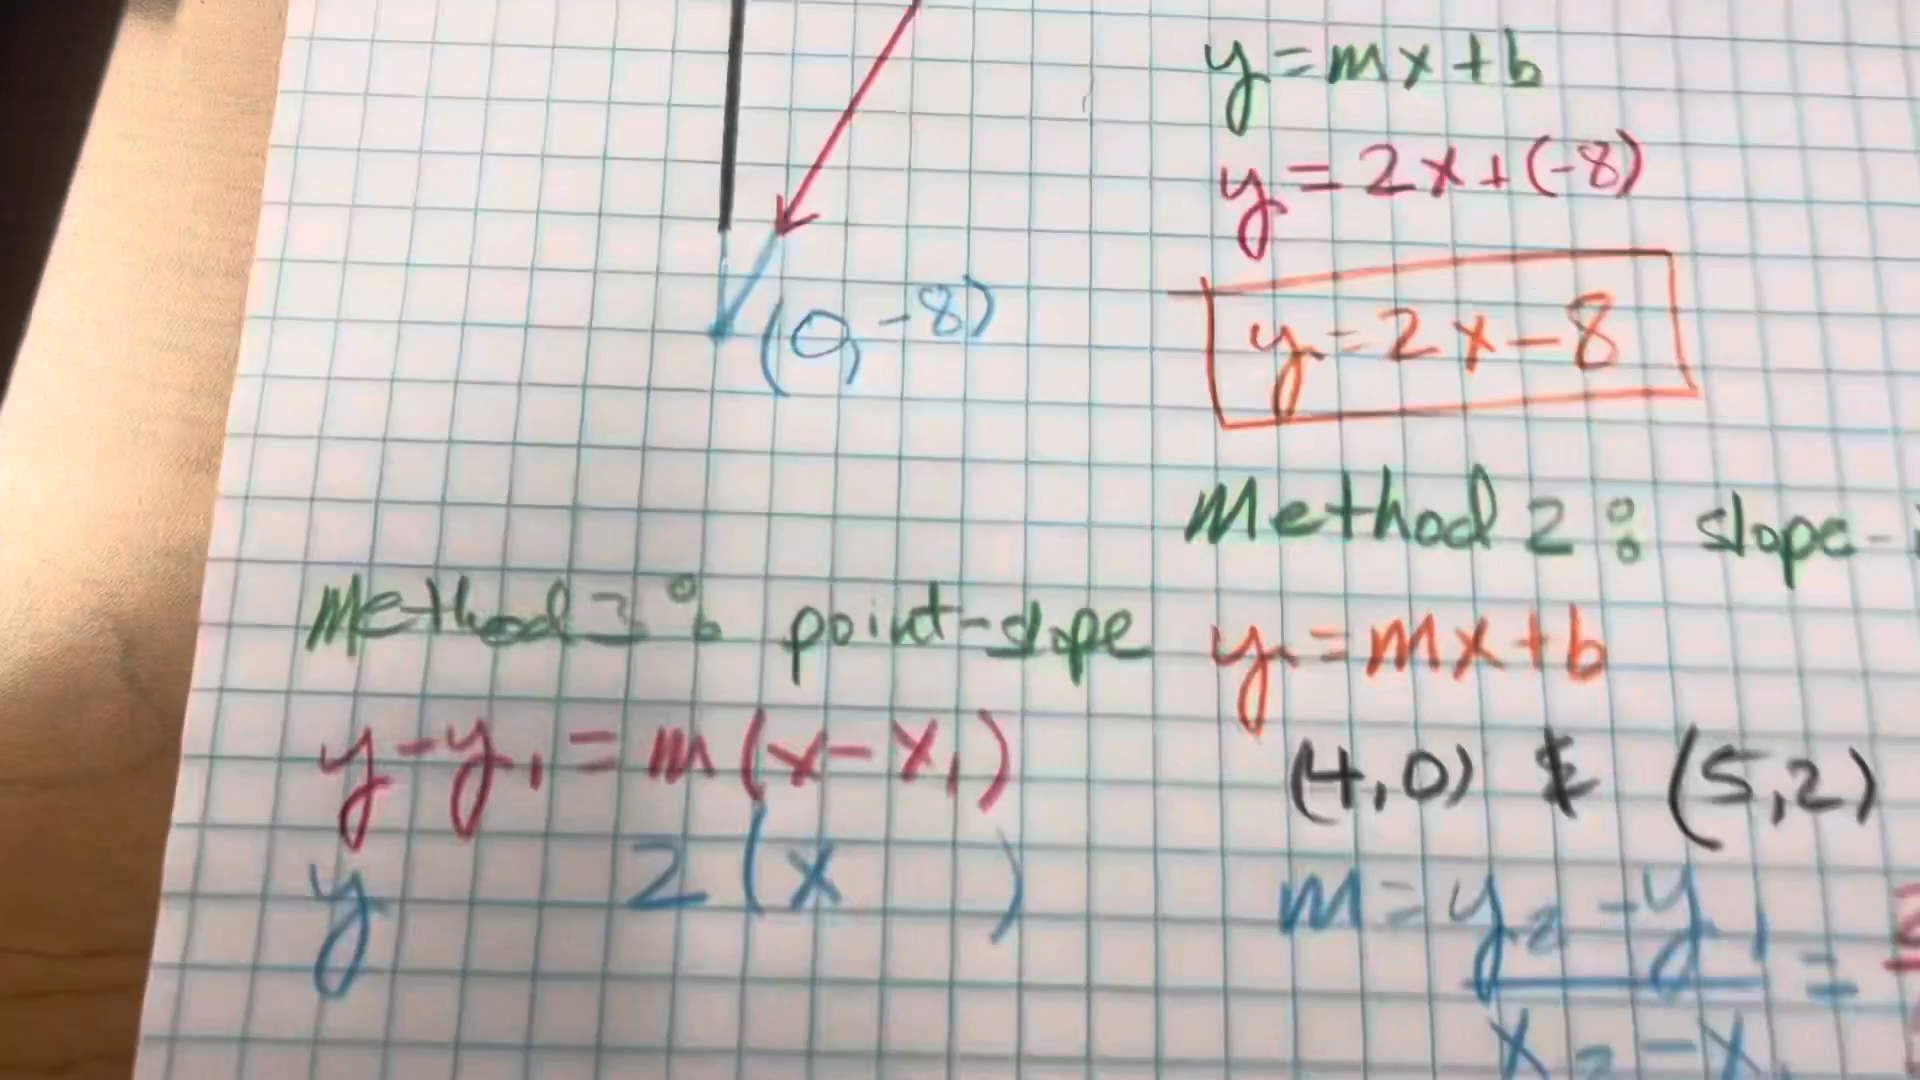 y = mx + b
y = 2x + (-8)
y = 2x - 8
(0, -8)
Method 2: slope-
y = mx + b
(4,0) & (5,2)
m = y₂ - y₁ =
x₂ - x
Method 3: point-slope
y - y₁ = m(x - x₁)
y 2(x )